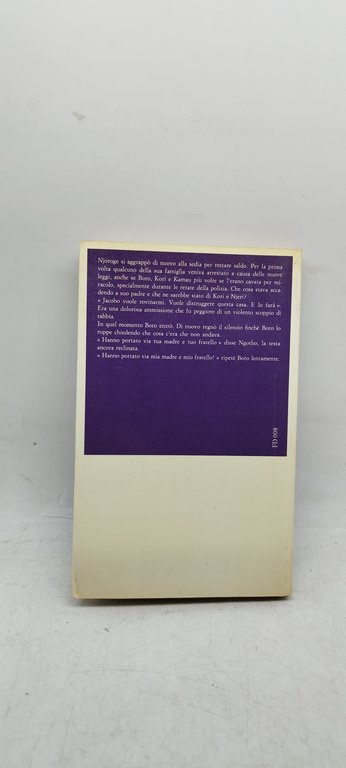 Njoroge si aggrappò di nuovo alla sedia per restare saldo. Per la prima
volta qualcuno della sua famiglia veniva arrestato a causa delle nuove
leggi, anche se Boro, Kori e Kamau più volte se l'erano cavata per mi-
racolo, specialmente durante le retate della polizia. Che cosa stava acca-
dendo a suo padre e che ne sarebbe stato di Kori e Njeri?
« Jacobo vuole rovinarmi. Vuole distruggere questa casa. E lo farà ».
Era una dolorosa ammissione che fu peggiore di un violento scoppio di
rabbia.
In quel momento Boro entrò. Di nuovo regnò il silenzio finchè Boro lo
ruppe chiedendo che cosa c'era che non andava.
« Hanno portato via tua madre e tuo fratello » disse Ngotho, la testa
ancora reclinata.
« Hanno portato via mia madre e mio fratello! » ripetè Boro lentamente.
FD 008